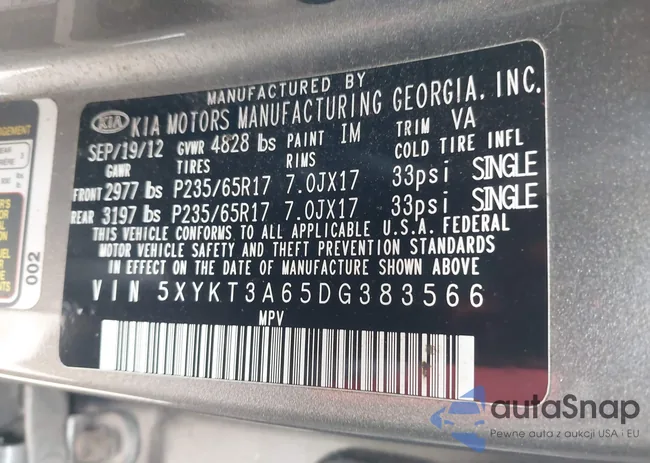 MANUFACTURED BY
KIA KIA MOTORS MANUFACTURING GEORGIA, INC.
SEP/19/12 GVWR 4828 lbs PAINT IM TRIM VA
GAWR TIRES RIMS COLD TIRE INFL
FRONT 2977 lbs P235/65R17 7.0JX17 33psi SINGLE
REAR 3197 lbs P235/65R17 7.0JX17 33psi SINGLE
THIS VEHICLE CONFORMS TO ALL APPLICABLE U.S.A. FEDERAL
MOTOR VEHICLE SAFETY AND THEFT PREVENTION STANDARDS
IN EFFECT ON THE DATE OF MANUFACTURE SHOWN ABOVE
VIN 5XYKT3A65DG383566
MPV
002
autaSnap
Pewne auta z aukcji USA i EU